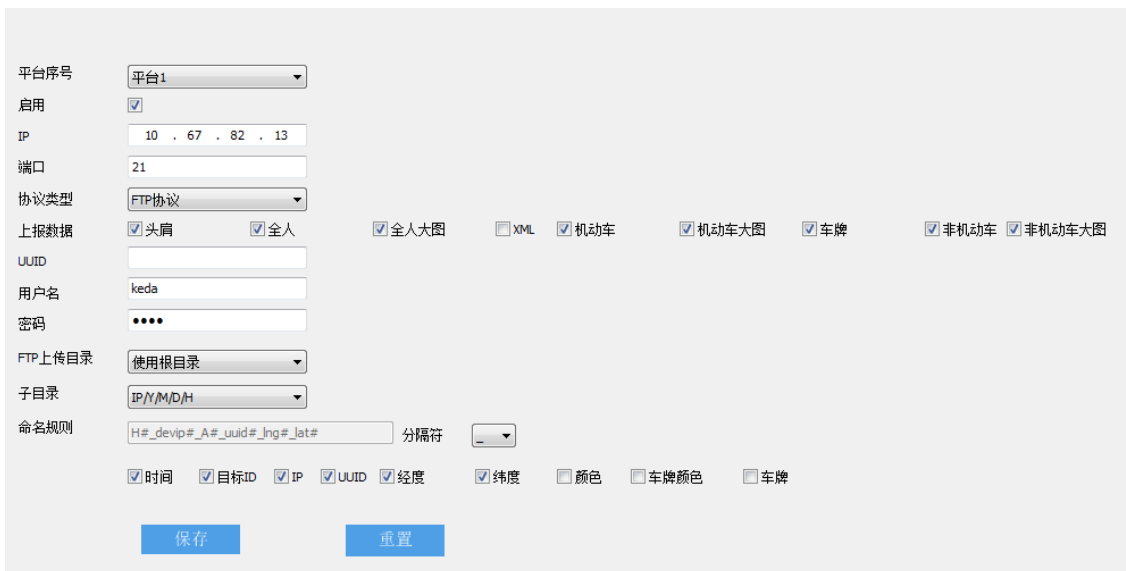 平台序号 平台1
启用
IP 10 . 67 . 82 . 13
端口 21
协议类型 FTP协议
上报数据 头肩 全人 全人大图 XML 机动车 机动车大图 车牌 非机动车 非机动车大图
UUID
用户名 keda
密码 ●●●●
FTP上传目录 使用根目录
子目录 IP/Y/M/D/H
命名规则 H#_devip#_A#_uuid#_lng#_lat# 分隔符 _
时间 目标ID IP UUID 经度 纬度 颜色 车牌颜色 车牌
保存 重置